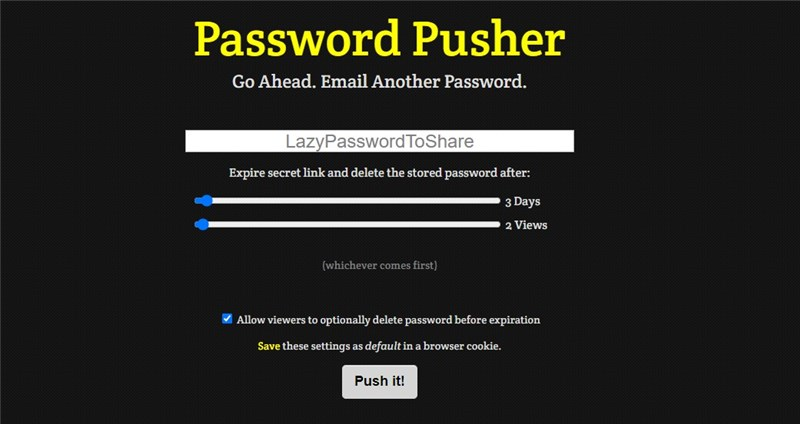 Password Pusher
Go Ahead. Email Another Password.
LazyPasswordToShare
Expire secret link and delete the stored password after:
3 Days
2 Views
(whichever comes first)
Allow viewers to optionally delete password before expiration
Save these settings as default in a browser cookie.
Push it!